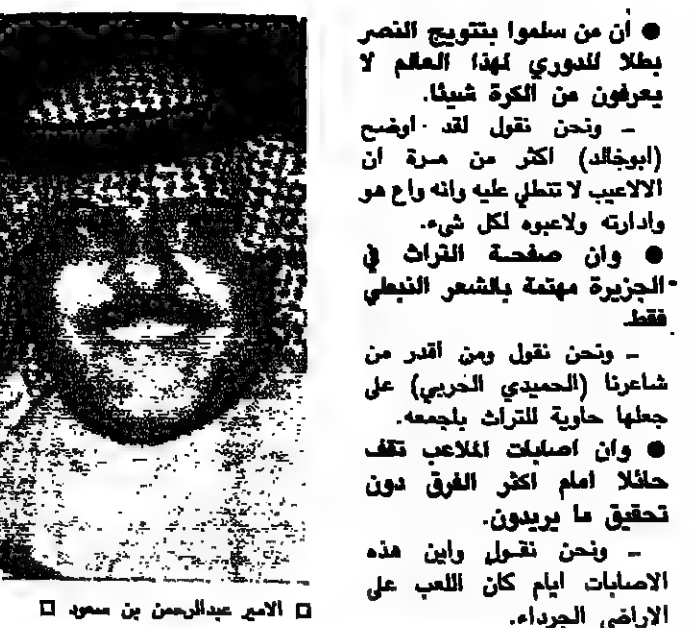 ● أن من سلموا بتتويج النصر
بطلا للدوري لهذا العالم لا
يعرفون عن الكرة شيئا.
– ونحن نقول لقد اوضح
(ابوخالد) اكثر من مرة ان
الالاعيب لا تنطلي عليه وانه واع هو
وادارته ولاعبوه لكل شيء.
● وان صفحة التراث في
الجزيرة مهتمة بالشعر النبطي
فقط.
– ونحن نقول ومن أقدر من
شاعرنا (الحميدي الحربي) على
جعلها حاوية للتراث باجمعه.
● وان اصابات الملاعب تقف
حائلا امام اكثر الفرق دون
تحقيق ما يريدون.
– ونحن نقول واين هذه
الاصابات ايام كان اللعب على
الاراضي الجرداء.
□ الامير عبدالرحمن بن سعود □